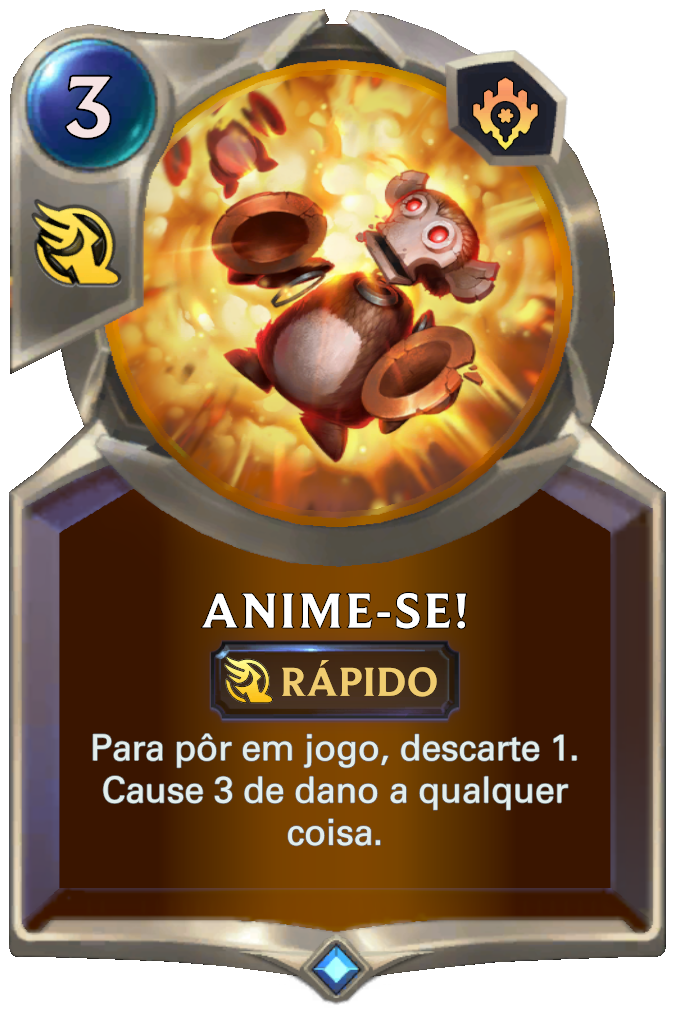 3
ANIME-SE!
RÁPIDO
Para pôr em jogo, descarte 1.
Cause 3 de dano a qualquer
coisa.